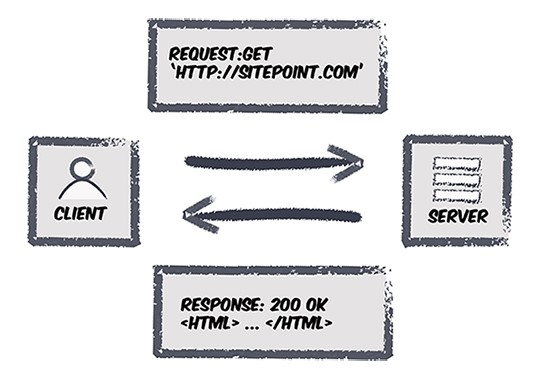 REQUEST:GET
'HTTP://SITEPOINT.COM'
CLIENT
SERVER
RESPONSE: 200 OK
<HTML> ... </HTML>